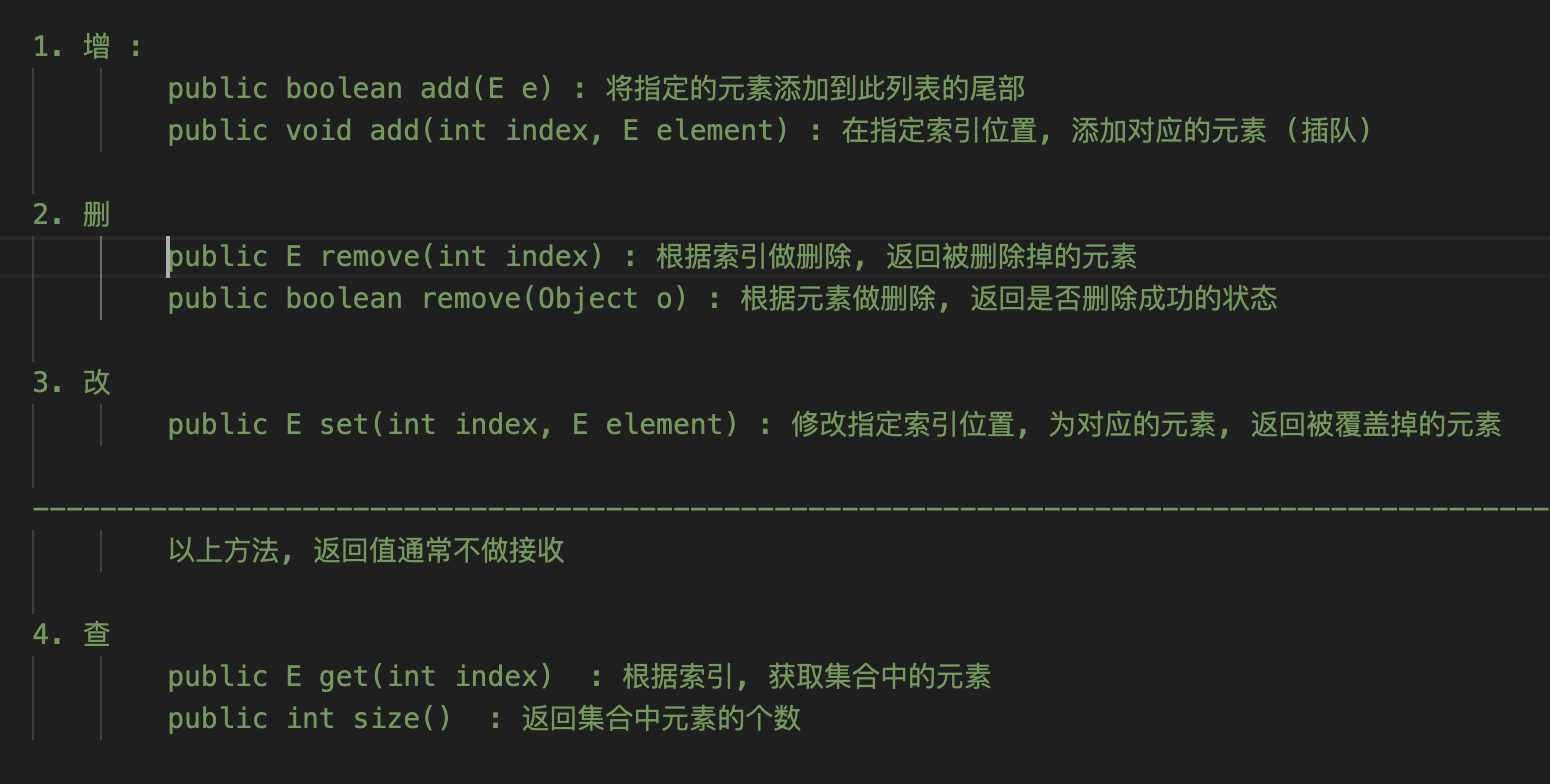 1. 增 :
public boolean add(E e) : 将指定的元素添加到此列表的尾部
public void add(int index, E element) : 在指定索引位置, 添加对应的元素 (插队)
2. 删
public E remove(int index) : 根据索引做删除, 返回被删除掉的元素
public boolean remove(Object o) : 根据元素做删除, 返回是否删除成功的状态
3. 改
public E set(int index, E element) : 修改指定索引位置, 为对应的元素, 返回被覆盖掉的元素
--------------------------------------------------------------------------------------------
以上方法, 返回值通常不做接收
4. 查
public E get(int index)  : 根据索引, 获取集合中的元素
public int size()  : 返回集合中元素的个数